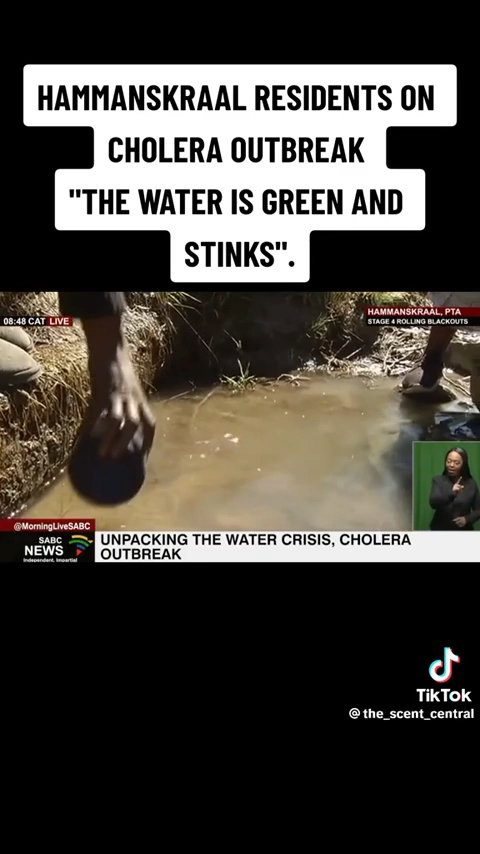 HAMMANSKRAAL RESIDENTS ON
CHOLERA OUTBREAK
"THE WATER IS GREEN AND
STINKS".
08:48 CAT LIVE
HAMMANSKRAAL, PTA
STAGE 4 ROLLING BLACKOUTS
@MorningLiveSABC
SABC
NEWS
Independent. Impartial
UNPACKING THE WATER CRISIS, CHOLERA
OUTBREAK
TikTok
@the_scent_central